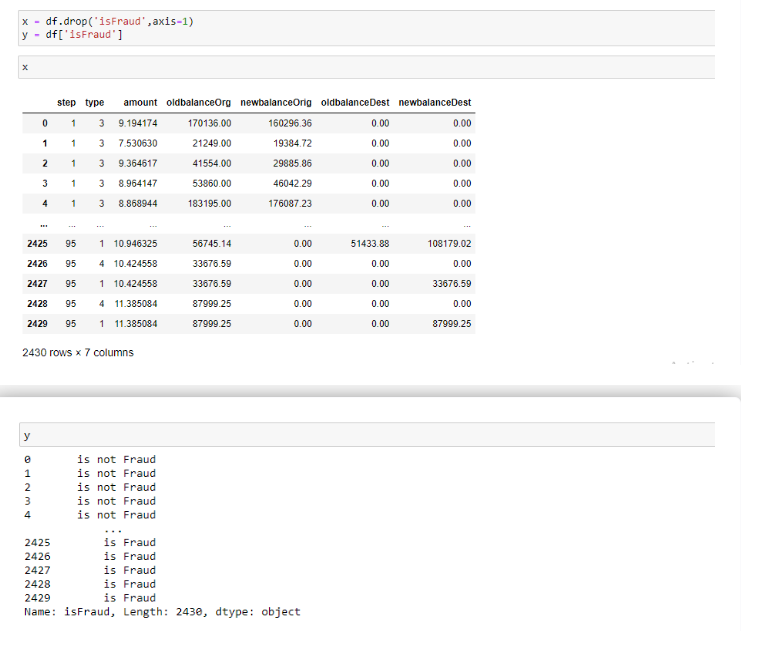 x = df.drop('isFraud',axis=1)
y = df['isFraud']
x
step type amount oldbalanceOrg newbalanceOrig oldbalanceDest newbalanceDest
0 1 3 9.194174 170136.00 160296.36 0.00 0.00
1 1 3 7.530630 21249.00 19384.72 0.00 0.00
2 1 3 9.364617 41554.00 29885.86 0.00 0.00
3 1 3 8.964147 53860.00 46042.29 0.00 0.00
4 1 3 8.868944 183195.00 176087.23 0.00 0.00
... ... ... ... ... ... ... ...
2425 95 1 10.946325 56745.14 0.00 51433.88 108179.02
2426 95 4 10.424558 33676.59 0.00 0.00 0.00
2427 95 1 10.424558 33676.59 0.00 0.00 33676.59
2428 95 4 11.385084 87999.25 0.00 0.00 0.00
2429 95 1 11.385084 87999.25 0.00 0.00 87999.25
2430 rows × 7 columns
y
0 is not Fraud
1 is not Fraud
2 is not Fraud
3 is not Fraud
4 is not Fraud
...
2425 is Fraud
2426 is Fraud
2427 is Fraud
2428 is Fraud
2429 is Fraud
Name: isFraud, Length: 2430, dtype: object